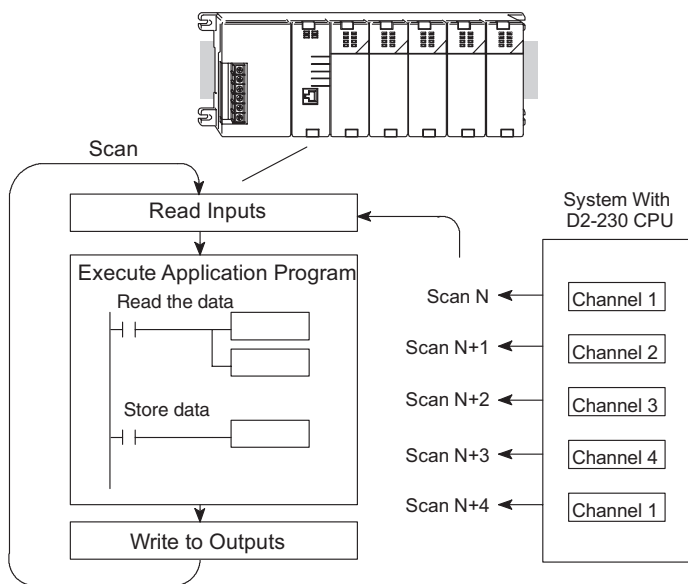 Scan
Read Inputs
Execute Application Program
Read the data
Store data
Write to Outputs
System With
D2-230 CPU
Scan N
Channel 1
Scan N+1
Channel 2
Scan N+2
Channel 3
Scan N+3
Channel 4
Scan N+4
Channel 1